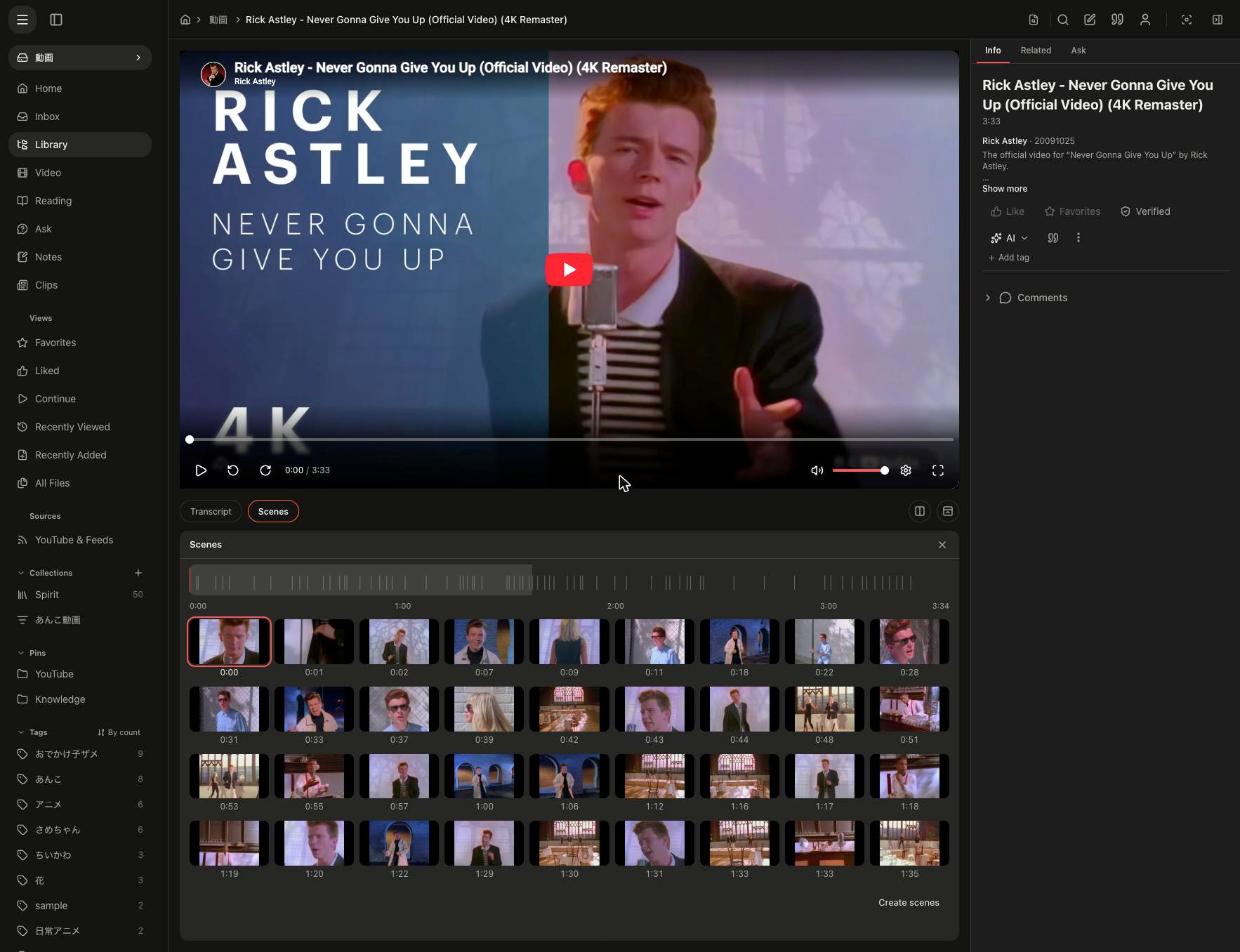 動画
Home
Inbox
Library
Video
Reading
Ask
Notes
Clips
Views
Favorites
Liked
Continue
Recently Viewed
Recently Added
All Files
Sources
YouTube & Feeds
Collections
Spirit 50
あんこ動画
Pins
YouTube
Knowledge
Tags By count
おでかけ子ザメ 9
あんこ 8
アニメ 6
さめちゃん 6
ちいかわ 3
花 3
sample 2
日常アニメ 2
動画 Rick Astley - Never Gonna Give You Up (Official Video) (4K Remaster)
Rick Astley - Never Gonna Give You Up (Official Video) (4K Remaster)
Rick Astley
RICK
ASTLEY
NEVER GONNA
GIVE YOU UP
4K
0:00 / 3:33
Transcript Scenes
Scenes
0:00 1:00 2:00 3:00 3:34
0:00 0:01 0:02 0:07 0:09 0:11 0:18 0:22 0:28
0:31 0:33 0:37 0:39 0:42 0:43 0:44 0:48 0:51
0:53 0:55 0:57 1:00 1:06 1:12 1:16 1:17 1:18
1:19 1:20 1:22 1:29 1:30 1:31 1:33 1:33 1:35
Create scenes
Info Related Ask
Rick Astley - Never Gonna Give You
Up (Official Video) (4K Remaster)
3:33
Rick Astley · 20091025
The official video for “Never Gonna Give You Up” by Rick
Astley.
...
Show more
Like Favorites Verified
AI
+ Add tag
Comments